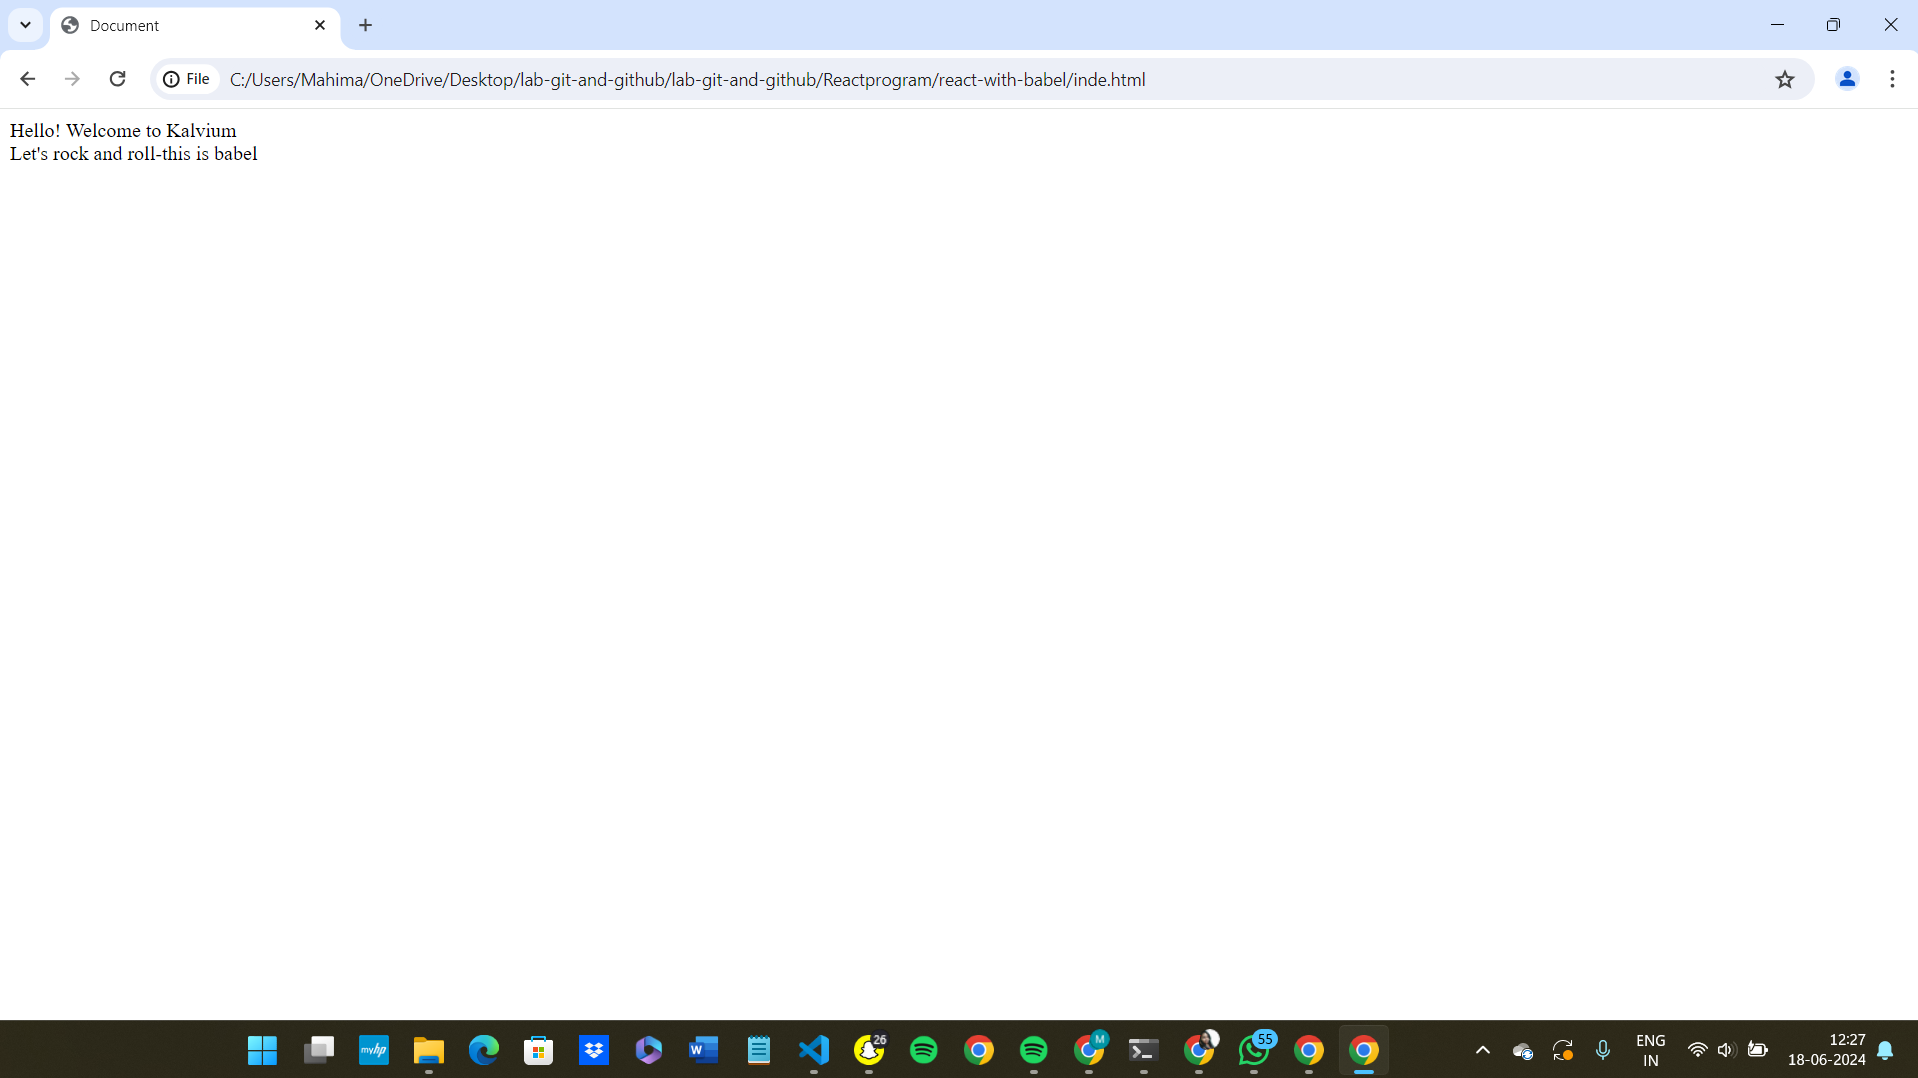 Document
File
C:/Users/Mahima/OneDrive/Desktop/lab-git-and-github/lab-git-and-github/Reactprogram/react-with-babel/inde.html
Hello! Welcome to Kalvium
Let's rock and roll-this is babel
myhp
W
26
M
55
ENG
IN
12:27
18-06-2024